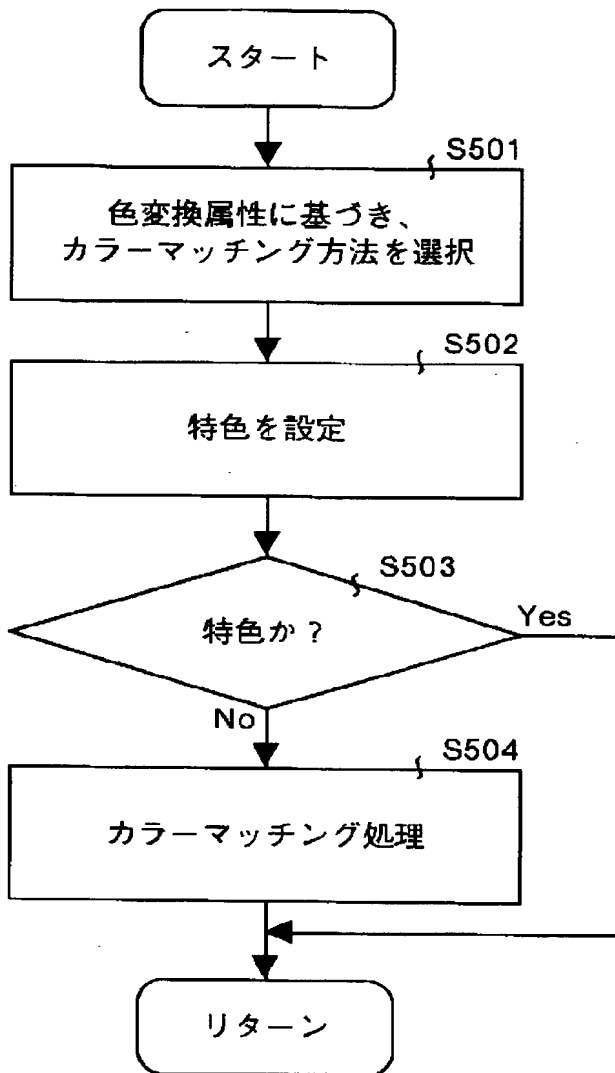 スタート
S501
色変換属性に基づき、
カラーマッチング方法を選択
S502
特色を設定
S503
特色か？
Yes
No
S504
カラーマッチング処理
リターン